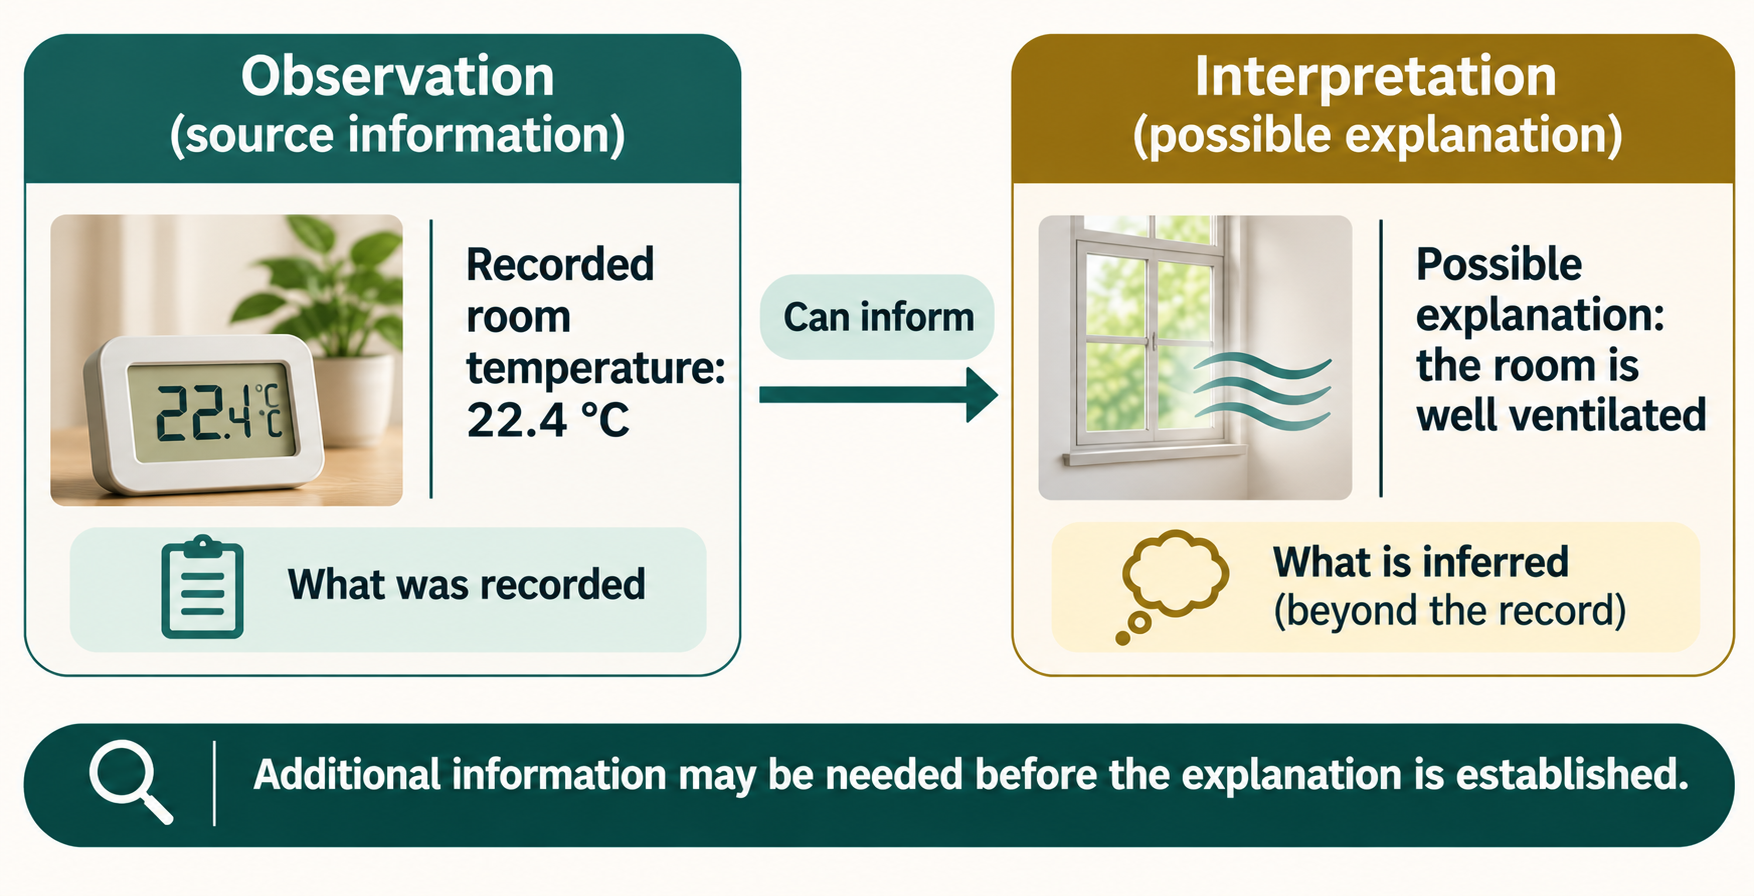 Observation
(source information)
22.4 °C
°C
Recorded
room
temperature:
22.4 °C
What was recorded
Can inform
Interpretation
(possible explanation)
Possible
explanation:
the room is
well ventilated
What is inferred
(beyond the record)
Additional information may be needed before the explanation is established.